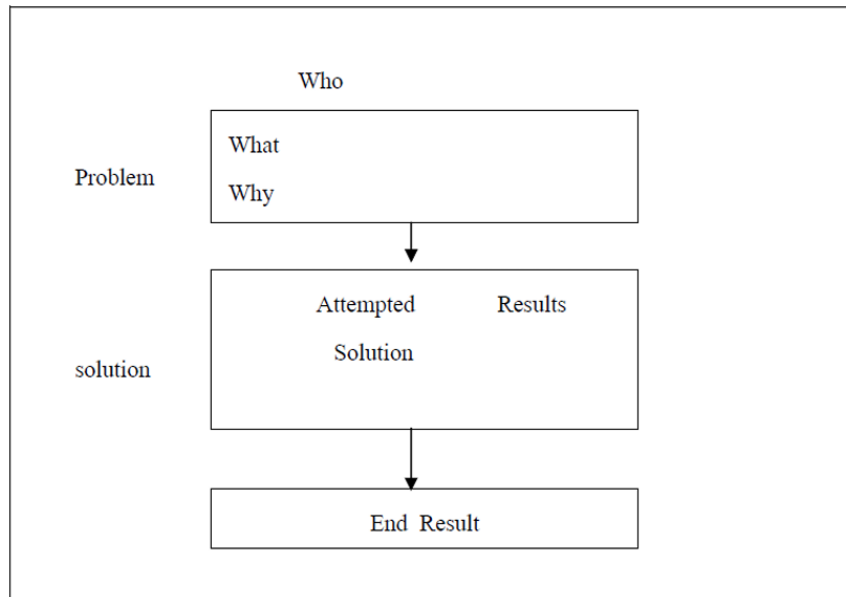 Who
What
Problem
Why
Attempted Results
Solution
solution
End Result